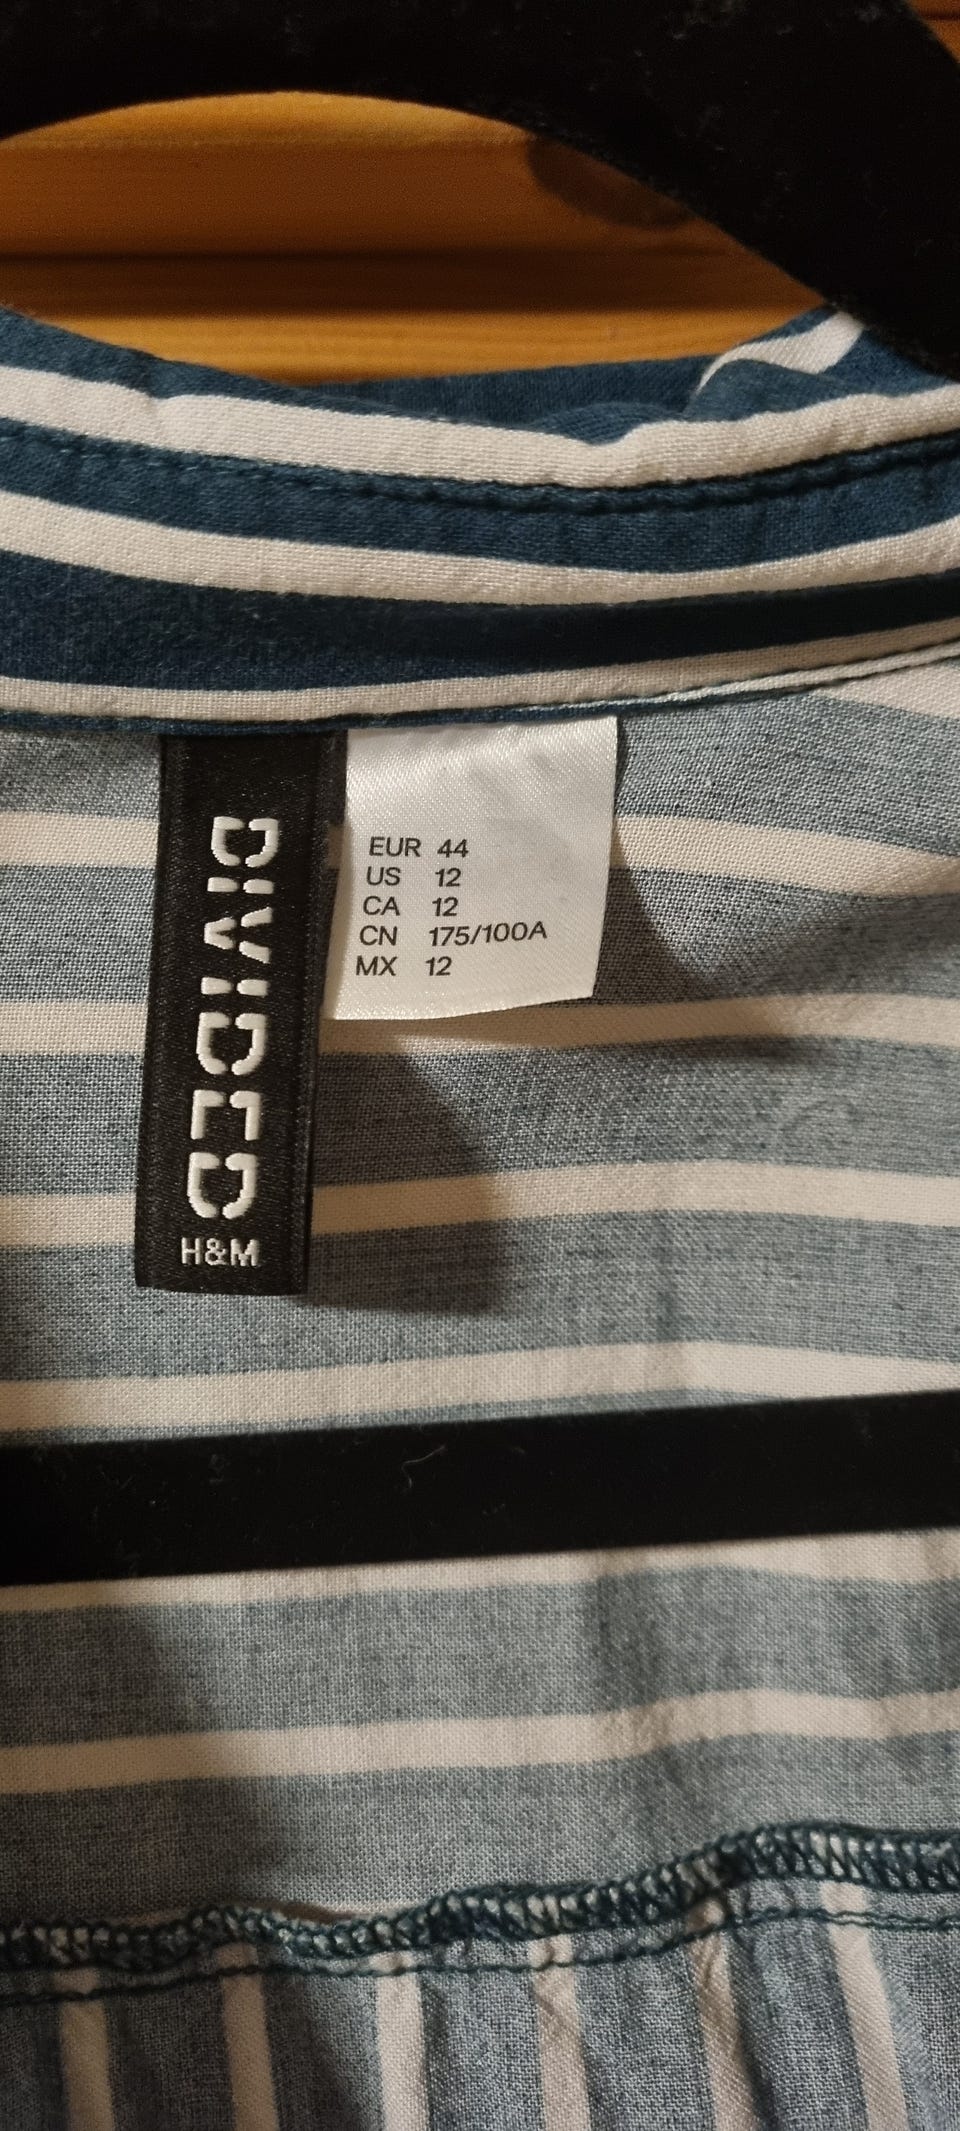 DIVIDED
H&M
EUR 44
US 12
CA 12
CN 175/100A
MX 12